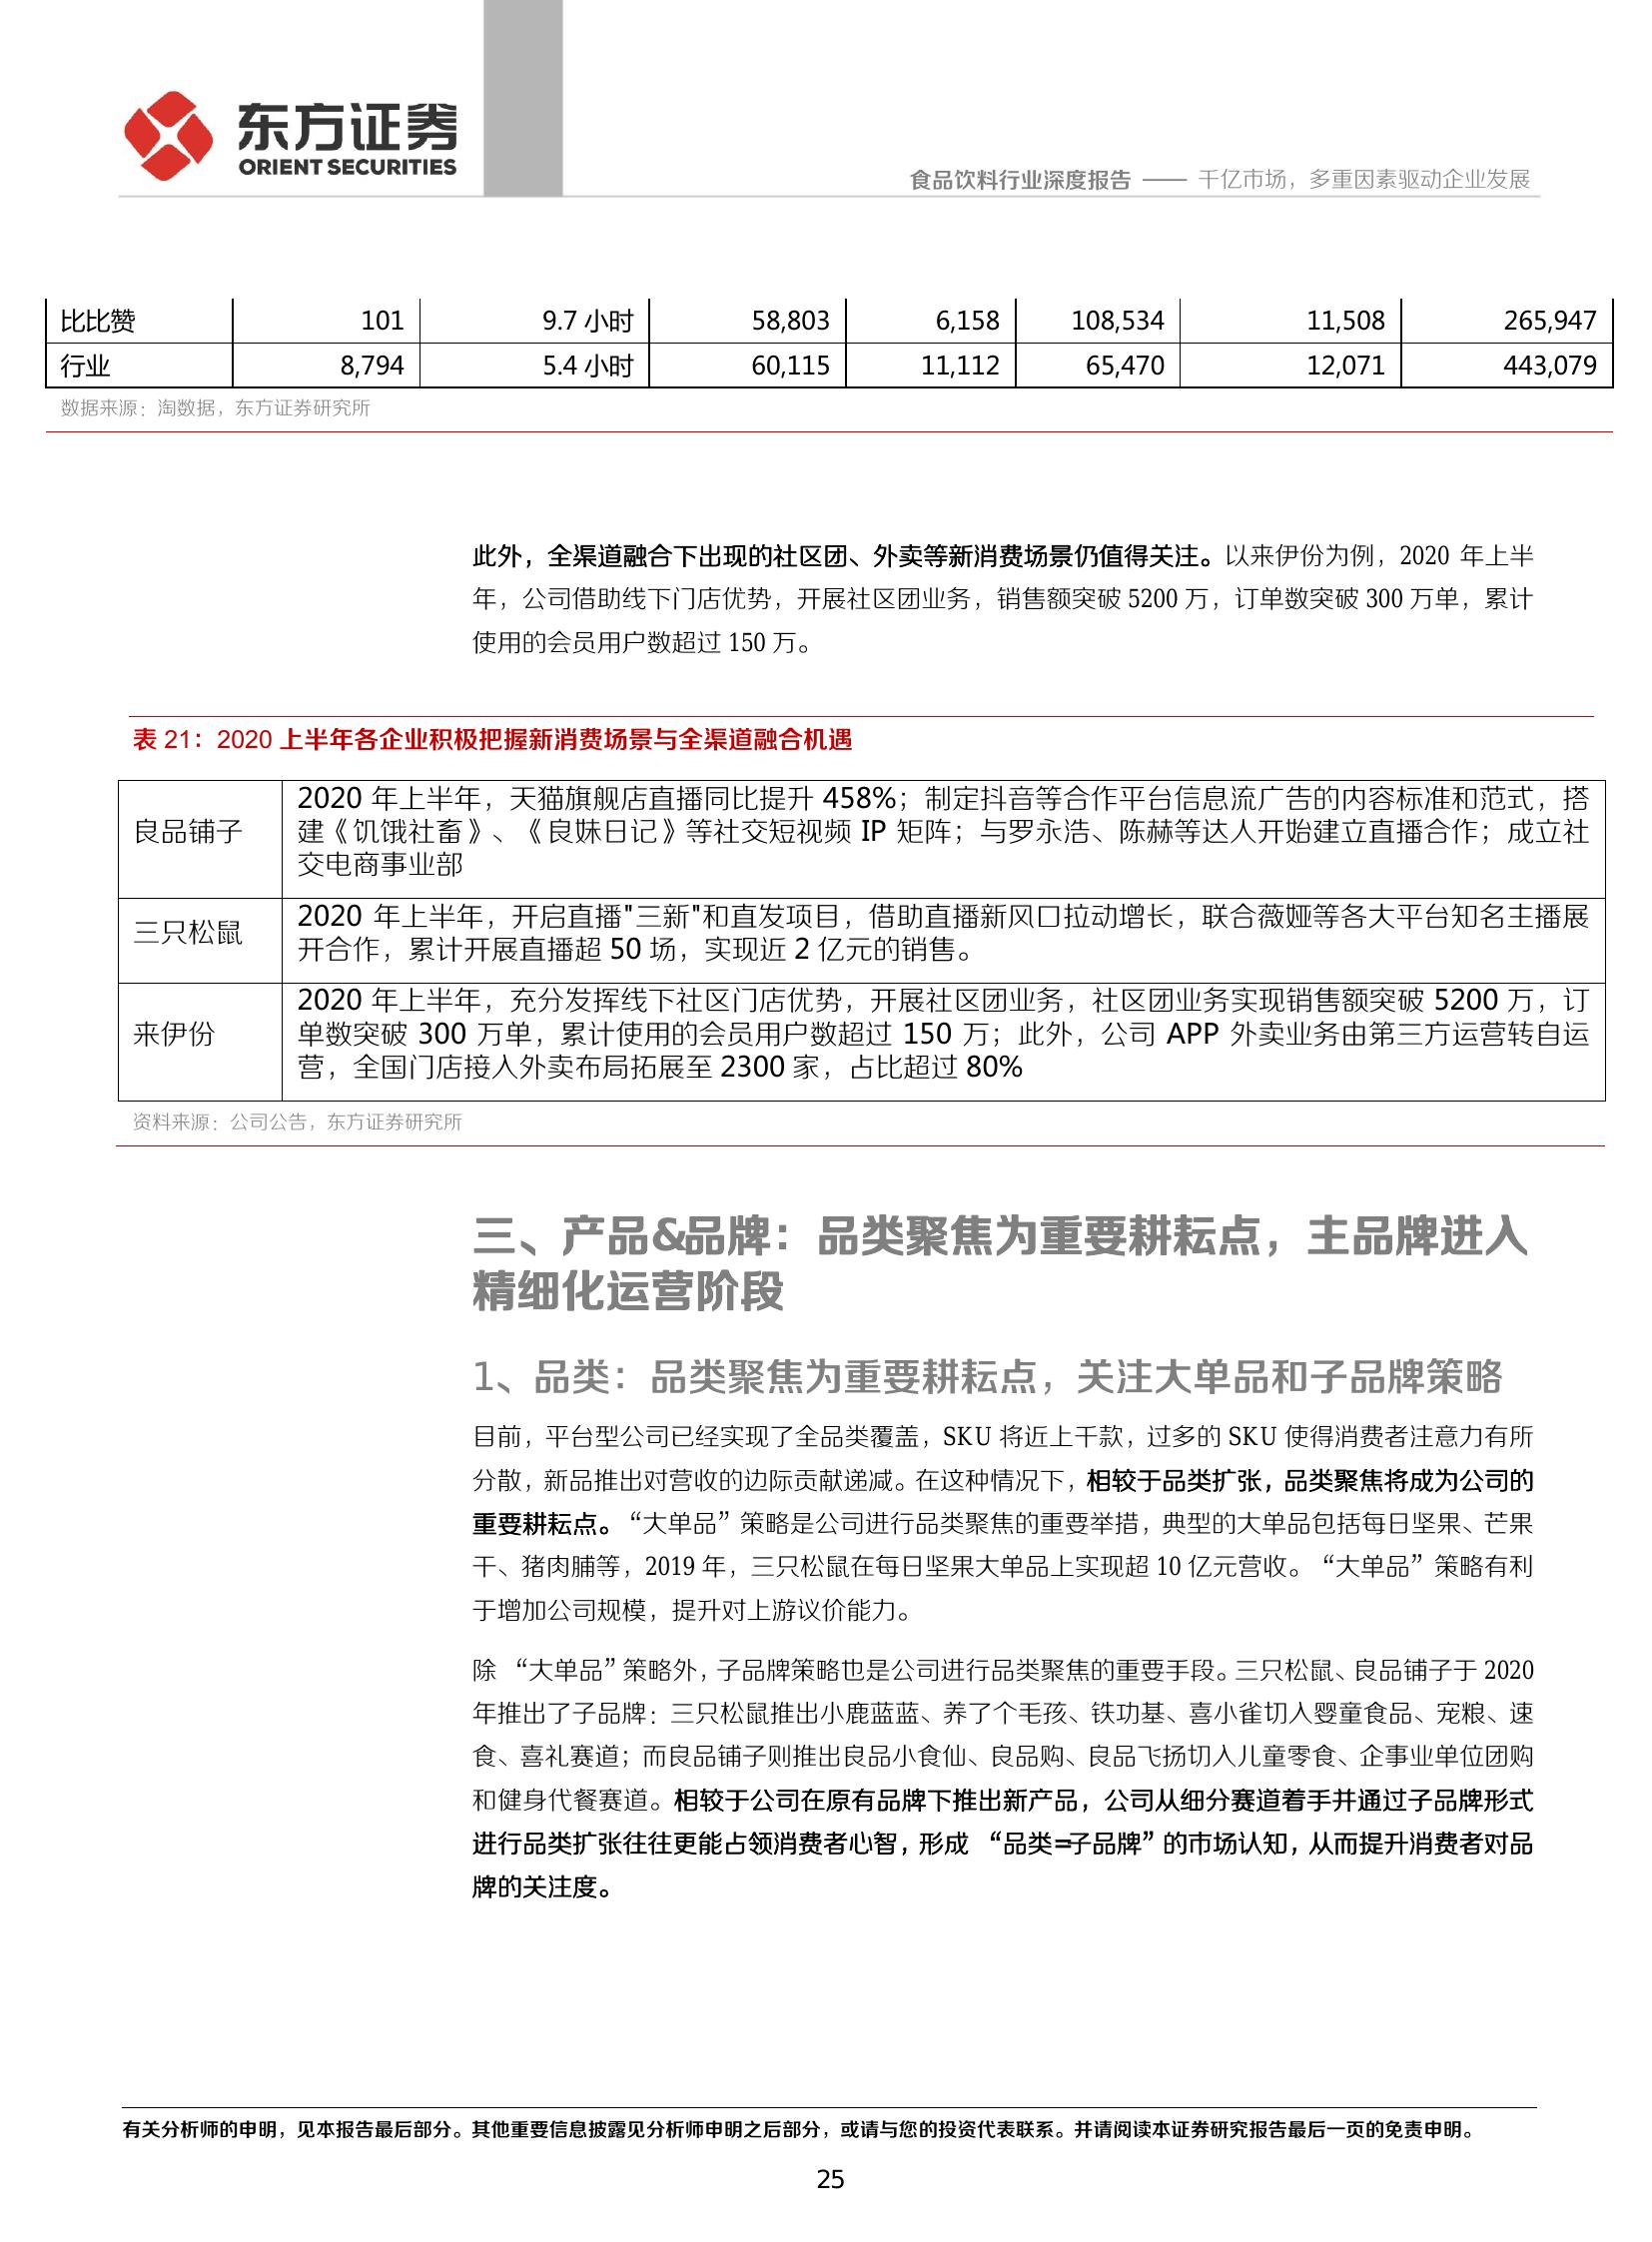 东方证券
ORIENT SECURITIES
食品饮料行业深度报告 —— 千亿市场，多重因素驱动企业发展
比比赞 101 9.7 小时 58,803 6,158 108,534 11,508 265,947
行业 8,794 5.4 小时 60,115 11,112 65,470 12,071 443,079
数据来源：淘数据，东方证券研究所
此外，全渠道融合下出现的社区团、外卖等新消费场景仍值得关注。以来伊份为例，2020 年上半
年，公司借助线下门店优势，开展社区团业务，销售额突破 5200 万，订单数突破 300 万单，累计
使用的会员用户数超过 150 万。
表 21：2020 上半年各企业积极把握新消费场景与全渠道融合机遇
良品铺子
2020 年上半年，天猫旗舰店直播同比提升 458%；制定抖音等合作平台信息流广告的内容标准和范式，搭
建《饥饿社畜》、《良妹日记》等社交短视频 IP 矩阵；与罗永浩、陈赫等达人开始建立直播合作；成立社
交电商事业部
三只松鼠
2020 年上半年，开启直播"三新"和直发项目，借助直播新风口拉动增长，联合薇娅等各大平台知名主播展
开合作，累计开展直播超 50 场，实现近 2 亿元的销售。
来伊份
2020 年上半年，充分发挥线下社区门店优势，开展社区团业务，社区团业务实现销售额突破 5200 万，订
单数突破 300 万单，累计使用的会员用户数超过 150 万；此外，公司 APP 外卖业务由第三方运营转自运
营，全国门店接入外卖布局拓展至 2300 家，占比超过 80%
资料来源：公司公告，东方证券研究所
三、产品&品牌：品类聚焦为重要耕耘点，主品牌进入
精细化运营阶段
1、品类：品类聚焦为重要耕耘点，关注大单品和子品牌策略
目前，平台型公司已经实现了全品类覆盖，SKU 将近上千款，过多的 SKU 使得消费者注意力有所
分散，新品推出对营收的边际贡献递减。在这种情况下，相较于品类扩张，品类聚焦将成为公司的
重要耕耘点。“大单品”策略是公司进行品类聚焦的重要举措，典型的大单品包括每日坚果、芒果
干、猪肉脯等，2019 年，三只松鼠在每日坚果大单品上实现超 10 亿元营收。“大单品”策略有利
于增加公司规模，提升对上游议价能力。
除 “大单品”策略外，子品牌策略也是公司进行品类聚焦的重要手段。三只松鼠、良品铺子于 2020
年推出了子品牌：三只松鼠推出小鹿蓝蓝、养了个毛孩、铁功基、喜小雀切入婴童食品、宠粮、速
食、喜礼赛道；而良品铺子则推出良品小食仙、良品购、良品飞扬切入儿童零食、企事业单位团购
和健身代餐赛道。相较于公司在原有品牌下推出新产品，公司从细分赛道着手并通过子品牌形式
进行品类扩张往往更能占领消费者心智，形成 “品类=子品牌”的市场认知，从而提升消费者对品
牌的关注度。
有关分析师的申明，见本报告最后部分。其他重要信息披露见分析师申明之后部分，或请与您的投资代表联系。并请阅读本证券研究报告最后一页的免责申明。
25